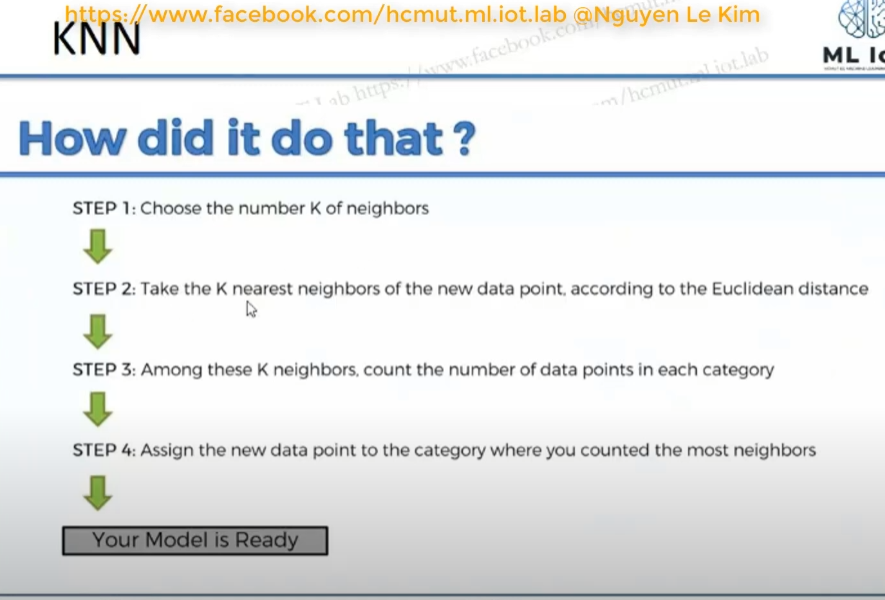 https://www.facebook.com/hcmut.ml.iot.lab @Nguyen Le Kim
KNN
ML
Lab https://www.facebook.com
/hcmut.ml.iot.lab
How did it do that ?
STEP 1: Choose the number K of neighbors
STEP 2: Take the K nearest neighbors of the new data point, according to the Euclidean distance
STEP 3: Among these K neighbors, count the number of data points in each category
STEP 4: Assign the new data point to the category where you counted the most neighbors
Your Model is Ready